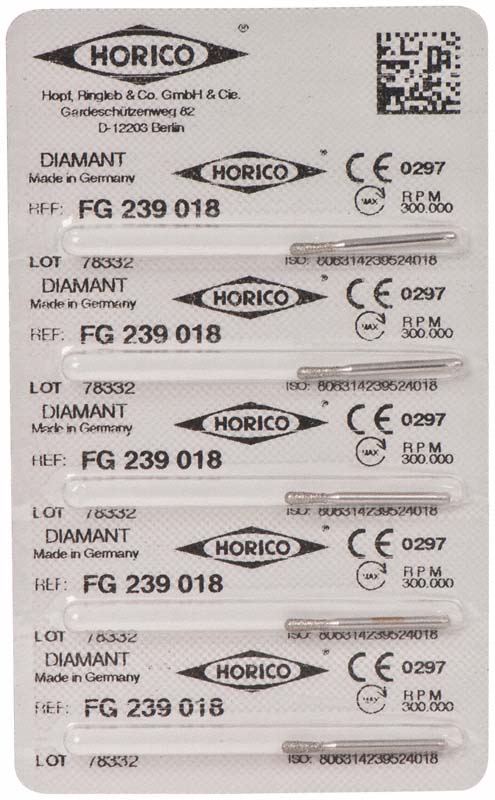 HORICO ®
Hopf, Ringleb & Co. GmbH & Cie.
Gardeschützenweg 82
D-12203 Berlin
DIAMANT HORICO ® CE 0297
Made in Germany MAX RPM
REF: FG 239 018 300.000
LOT 78332 ISO: 806314239524018
DIAMANT HORICO ® CE 0297
Made in Germany MAX RPM
REF: FG 239 018 300.000
LOT 78332 ISO: 806314239524018
DIAMANT HORICO ® CE 0297
Made in Germany MAX RPM
REF: FG 239 018 300.000
LOT 78332 ISO: 806314239524018
DIAMANT HORICO ® CE 0297
Made in Germany MAX RPM
REF: FG 239 018 300.000
LOT 78332 ISO: 806314239524018
DIAMANT HORICO ® CE 0297
Made in Germany MAX RPM
REF: FG 239 018 300.000
LOT 78332 ISO: 806314239524018